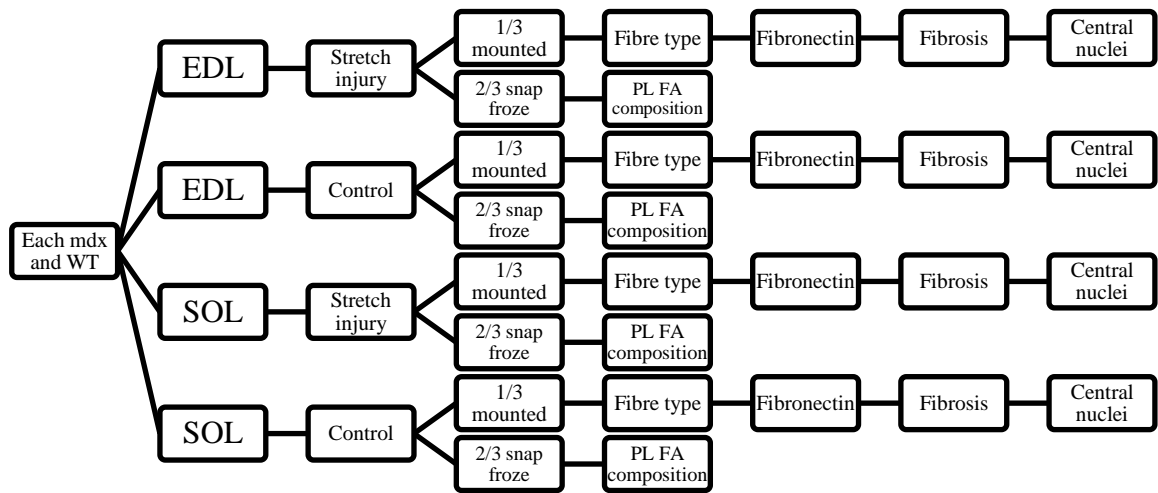 Each mdx
and WT
EDL
Stretch
injury
1/3
mounted
Fibre type
Fibronectin
Fibrosis
Central
nuclei
2/3 snap
froze
PL FA
composition
EDL
Control
1/3
mounted
Fibre type
Fibronectin
Fibrosis
Central
nuclei
2/3 snap
froze
PL FA
composition
SOL
Stretch
injury
1/3
mounted
Fibre type
Fibronectin
Fibrosis
Central
nuclei
2/3 snap
froze
PL FA
composition
SOL
Control
1/3
mounted
Fibre type
Fibronectin
Fibrosis
Central
nuclei
2/3 snap
froze
PL FA
composition